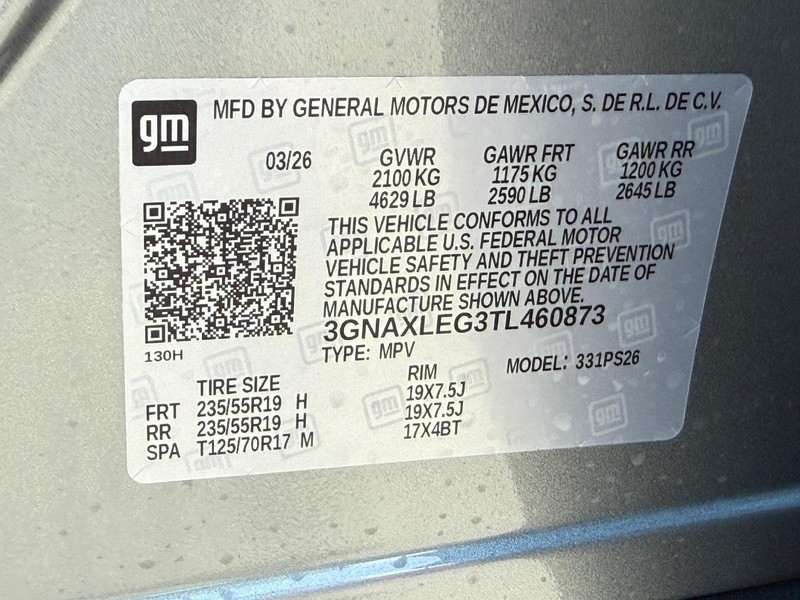 gm MFD BY GENERAL MOTORS DE MEXICO, S. DE R.L. DE C.V.
03/26 GVWR GAWR FRT GAWR RR
2100 KG 1175 KG 1200 KG
4629 LB 2590 LB 2645 LB
THIS VEHICLE CONFORMS TO ALL
APPLICABLE U.S. FEDERAL MOTOR
VEHICLE SAFETY AND THEFT PREVENTION
STANDARDS IN EFFECT ON THE DATE OF
MANUFACTURE SHOWN ABOVE.
3GNAXLEG3TL460873
130H
TYPE: MPV MODEL: 331PS26
TIRE SIZE RIM
FRT 235/55R19 H 19X7.5J
RR 235/55R19 H 19X7.5J
SPA T125/70R17 M 17X4BT